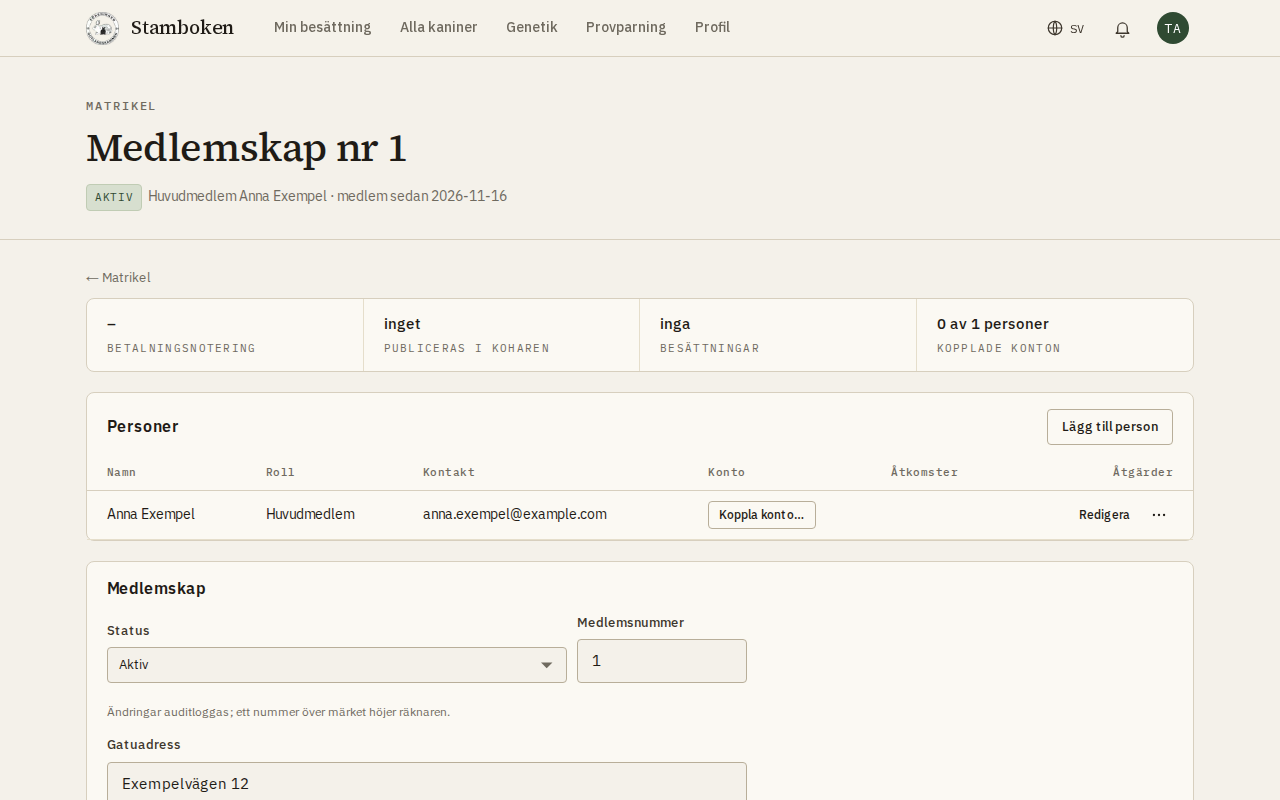 Stamboken
Min besättning
Alla kaniner
Genetik
Provparning
Profil
SV
TA
MATRIKEL
Medlemskap nr 1
AKTIV Huvudmedlem Anna Exempel · medlem sedan 2026-11-16
← Matrikel
–
BETALNINGSNOTERING
inget
PUBLICERAS I KOHAREN
inga
BESÄTTNINGAR
0 av 1 personer
KOPPLADE KONTON
Personer
Lägg till person
Namn Roll Kontakt Konto Åtkomster Åtgärder
Anna Exempel Huvudmedlem anna.exempel@example.com Koppla konto… Redigera ···
Medlemskap
Status
Aktiv
Medlemsnummer
1
Ändringar auditloggas; ett nummer över märket höjer räknaren.
Gatuadress
Exempelvägen 12